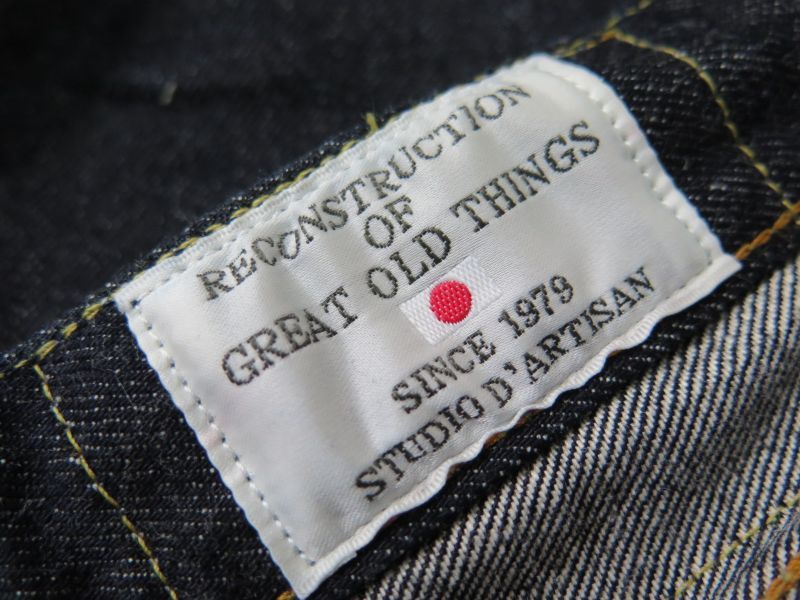 RECONSTRUCTION
OF
GREAT OLD THINGS
SINCE 1979
STUDIO D'ARTISAN